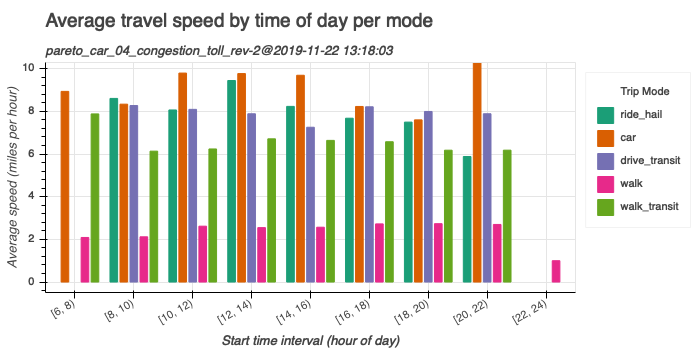 Average travel speed by time of day per mode
pareto_car_04_congestion_toll_rev-2@2019-11-22 13:18:03
Average speed (miles per hour)
10
8
6
4
2
0
[6, 8)
[8, 10)
[10, 12)
[12, 14)
[14, 16)
[16, 18)
[18, 20)
[20, 22)
[22, 24)
Start time interval (hour of day)
Trip Mode
ride_hail
car
drive_transit
walk
walk_transit